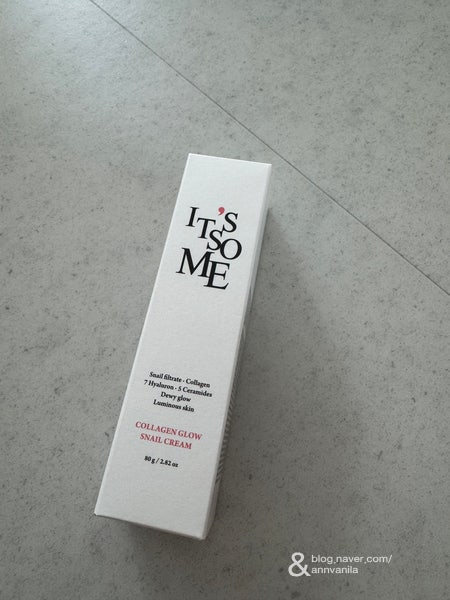 IT'S
SO
ME
Snail filtrate · Collagen
7 Hyaluron · 5 Ceramides
Dewy glow
Luminous skin
COLLAGEN GLOW
SNAIL CREAM
80 g / 2.82 oz
& blog.naver.com/
annvanila